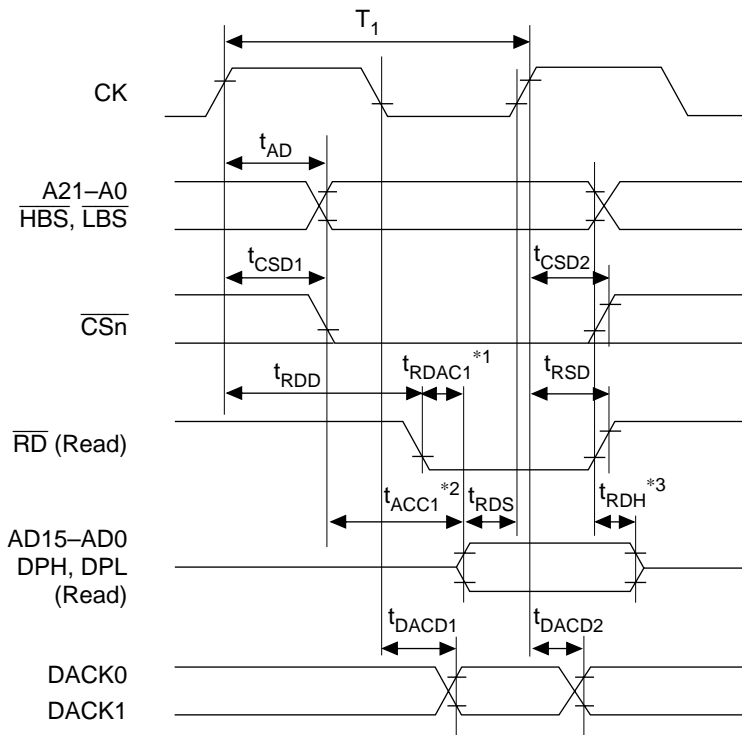 T1
CK
tAD
A21–A0
HBS, LBS
tCSD1
tCSD2
CSn
tRDD
tRDAC1*1
tRSD
RD (Read)
tACC1*2
tRDS
tRDH*3
AD15–AD0
DPH, DPL
(Read)
tDACD1
tDACD2
DACK0
DACK1